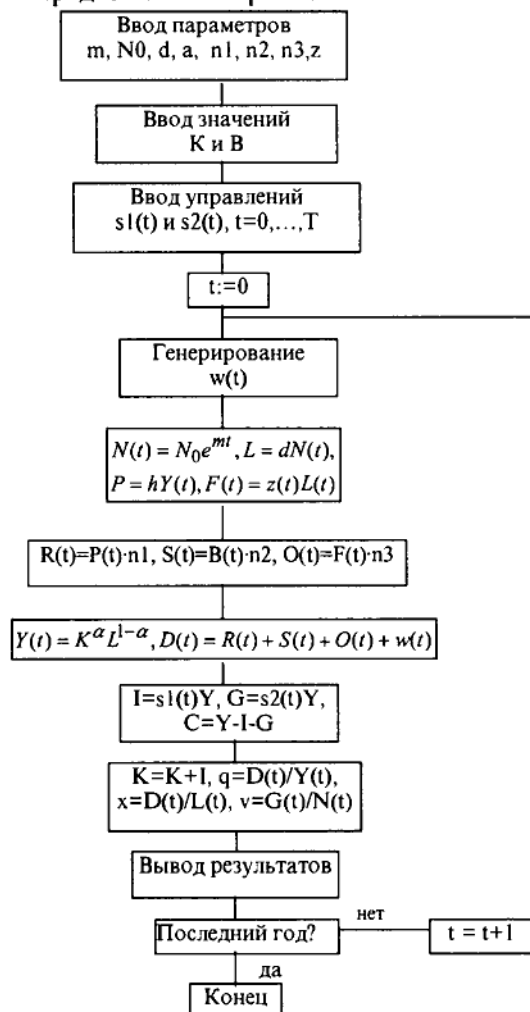 Ввод параметров
m, N0, d, a, n1, n2, n3,z
Ввод значений
К и В
Ввод управлений
s1(t) и s2(t), t=0,...,T
t:=0
Генерирование
w(t)
N(t) = N₀e^{mt}, L = dN(t),
P = hY(t), F(t) = z(t)L(t)
R(t)=P(t)·n1, S(t)=B(t)·n2, O(t)=F(t)·n3
Y(t) = K^α L^{1-α}, D(t) = R(t) + S(t) + O(t) + w(t)
I=s1(t)Y, G=s2(t)Y,
C=Y-I-G
K=K+I, q=D(t)/Y(t),
x=D(t)/L(t), v=G(t)/N(t)
Вывод результатов
Последний год?
нет
t = t+1
да
Конец